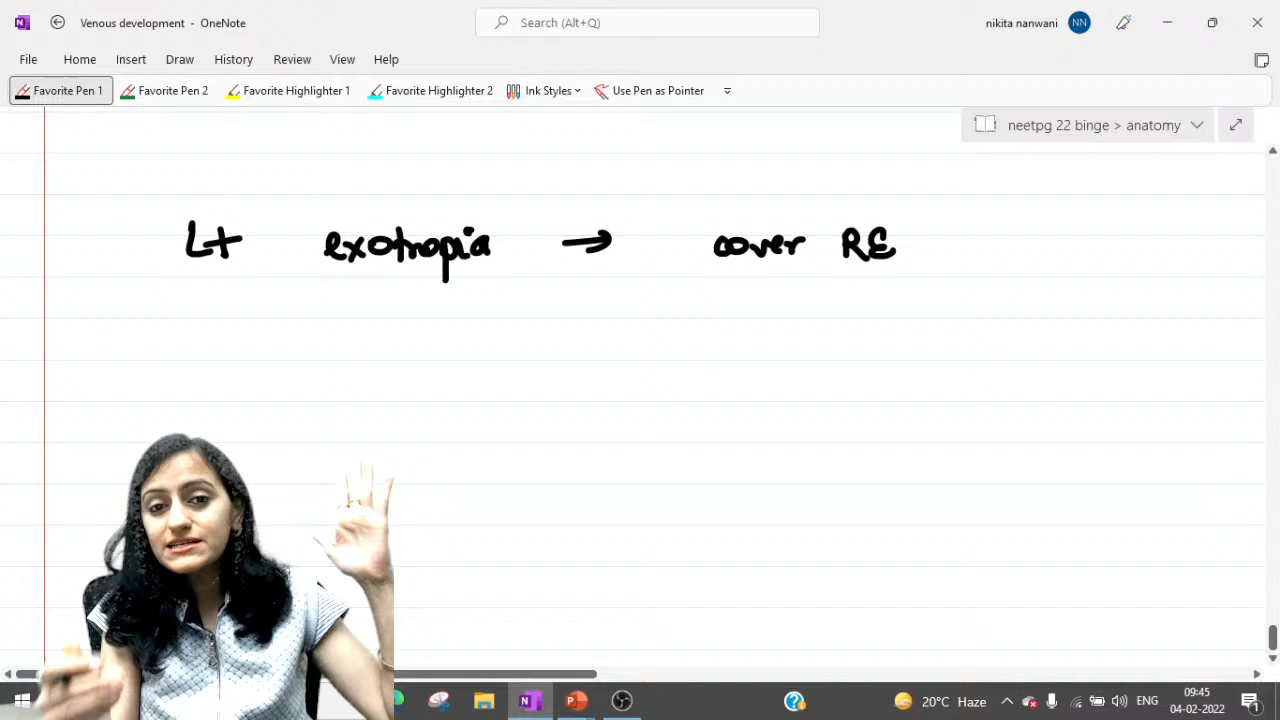 Venous development - OneNote
Search (Alt+Q)
nikita nanwani NN
File Home Insert Draw History Review View Help
Favorite Pen 1 Favorite Pen 2 Favorite Highlighter 1 Favorite Highlighter 2 Ink Styles Use Pen as Pointer
neetpg 22 binge > anatomy
Lt exotropia → cover RE
20°C Haze ENG 09:45
04-02-2022 1